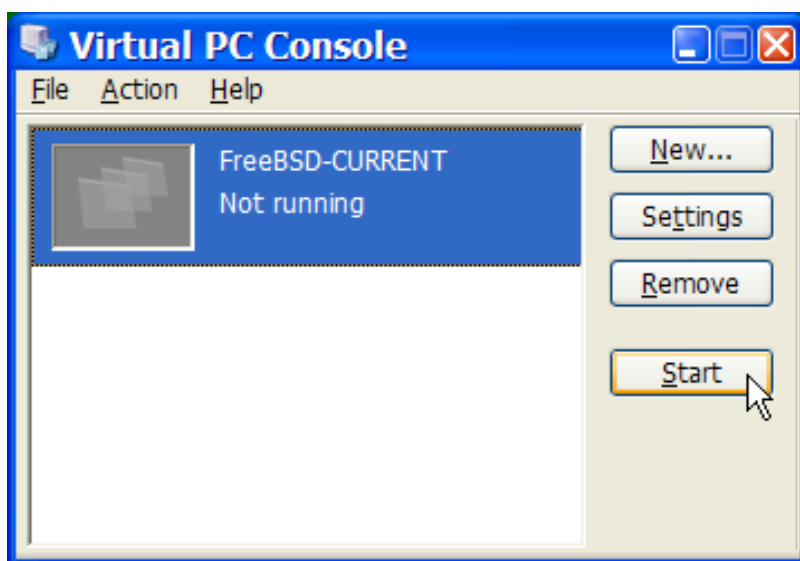 Virtual PC Console
File Action Help
FreeBSD-CURRENT
Not running
New...
Settings
Remove
Start